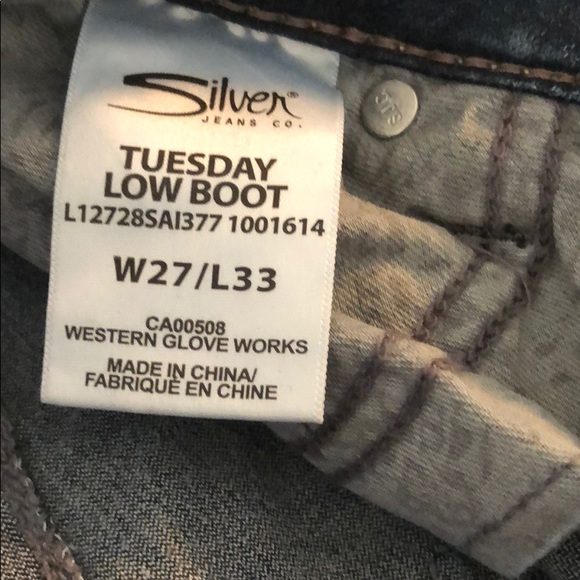 Silver®
JEANS CO.
TUESDAY
LOW BOOT
L12728SAI377 1001614
W27/L33
CA00508
WESTERN GLOVE WORKS
MADE IN CHINA/
FABRIQUÉ EN CHINE